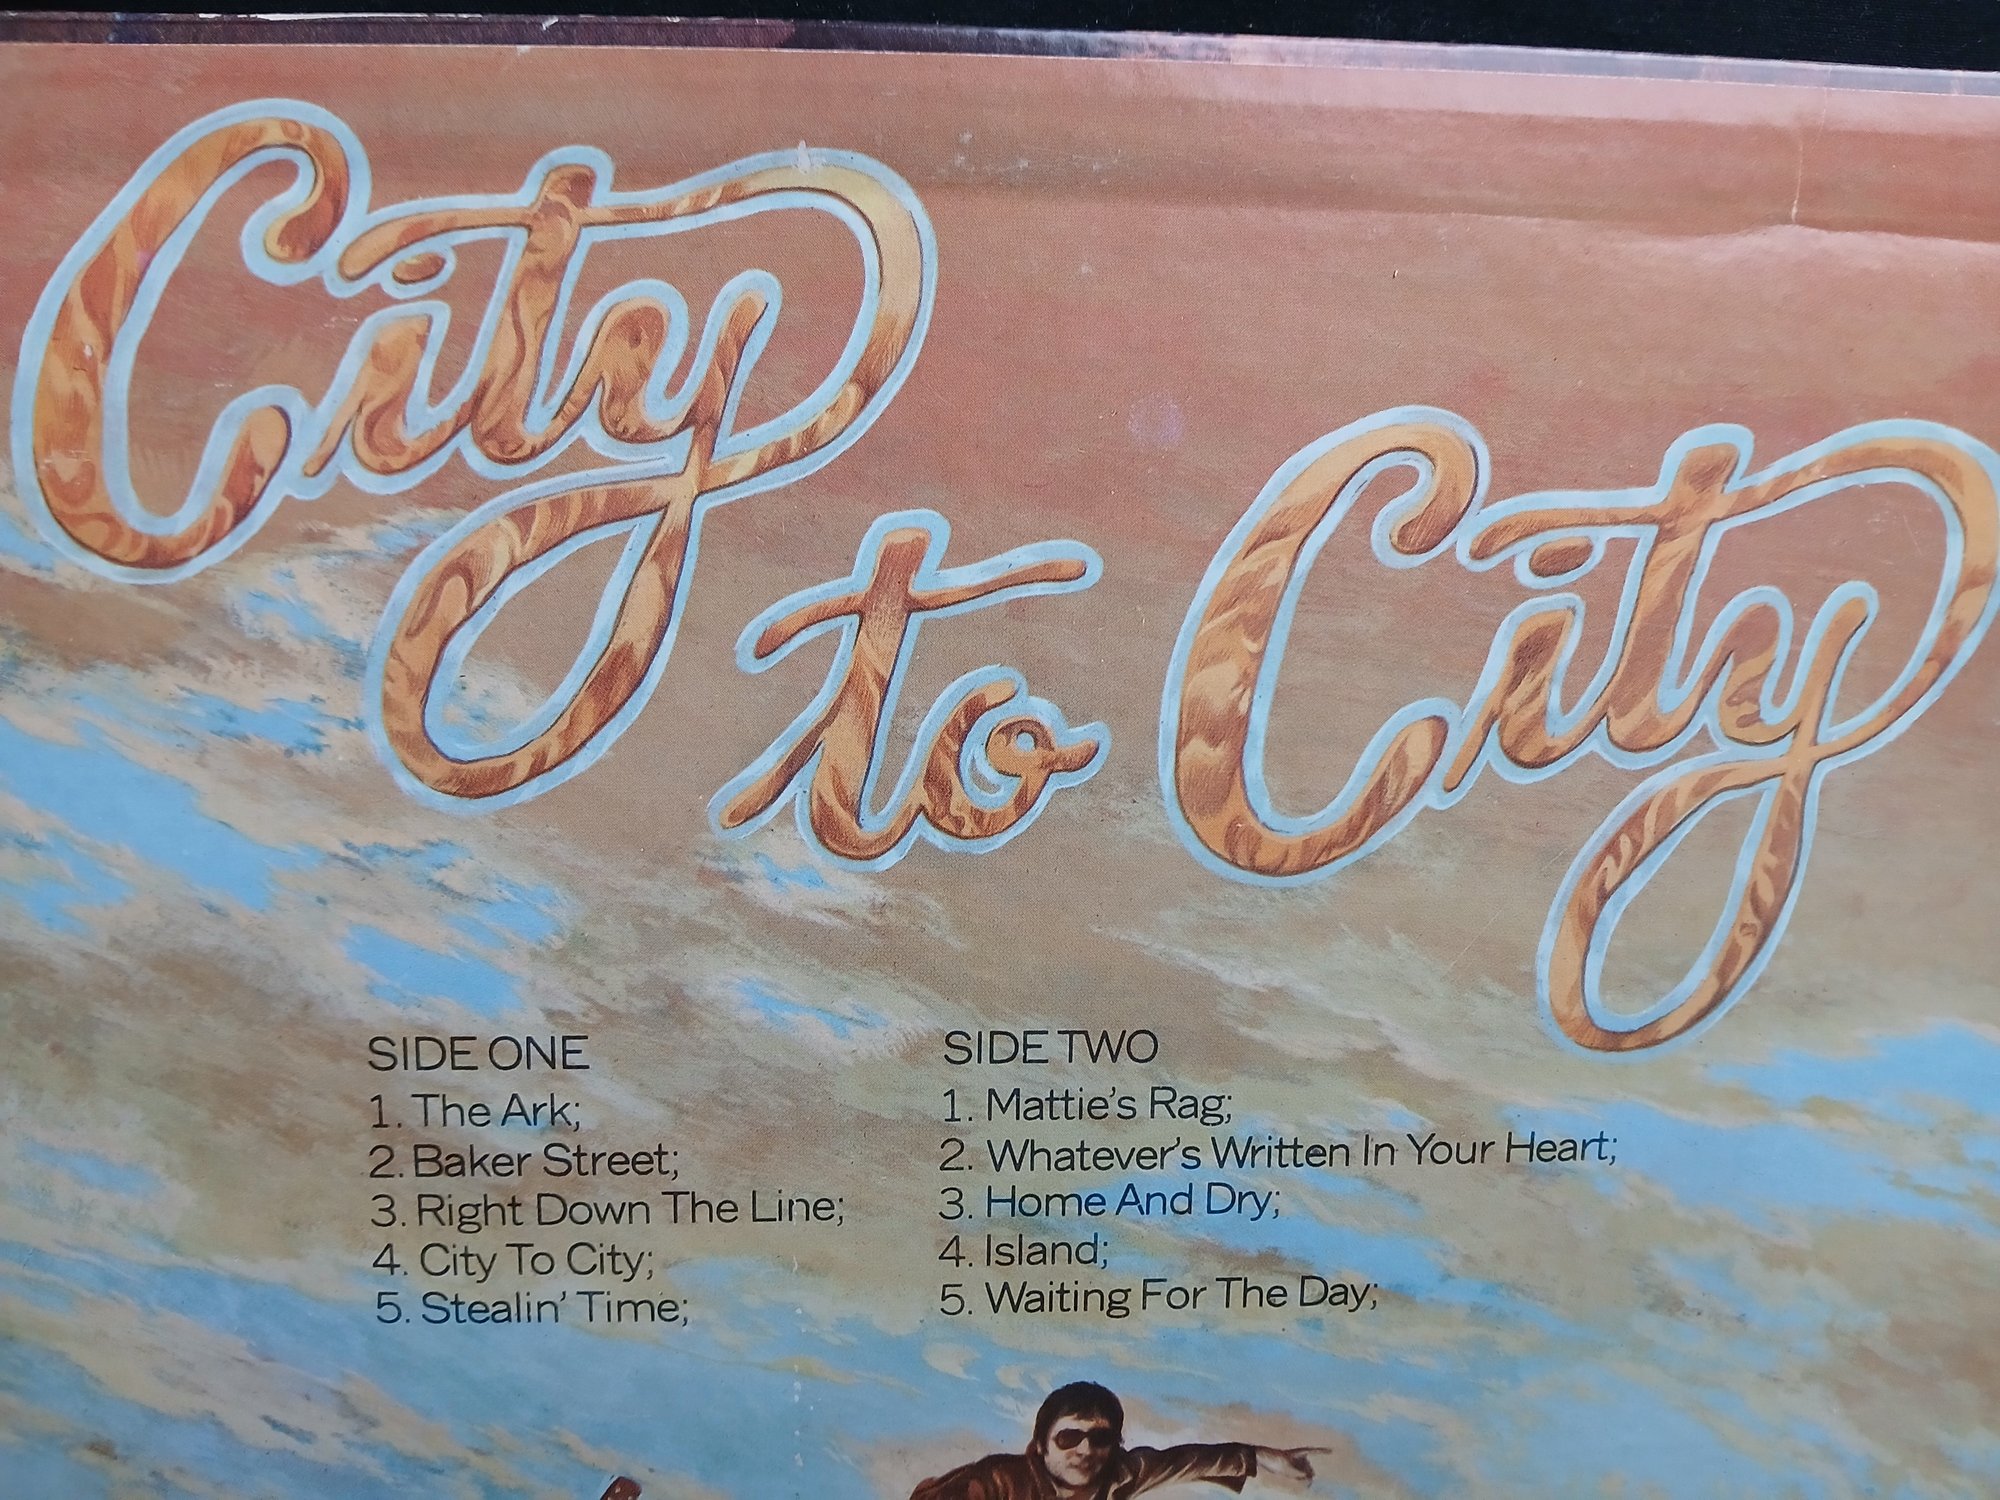 City to City
SIDE ONE
1. The Ark;
2. Baker Street;
3. Right Down The Line;
4. City To City;
5. Stealin' Time;
SIDE TWO
1. Mattie's Rag;
2. Whatever's Written In Your Heart;
3. Home And Dry;
4. Island;
5. Waiting For The Day;